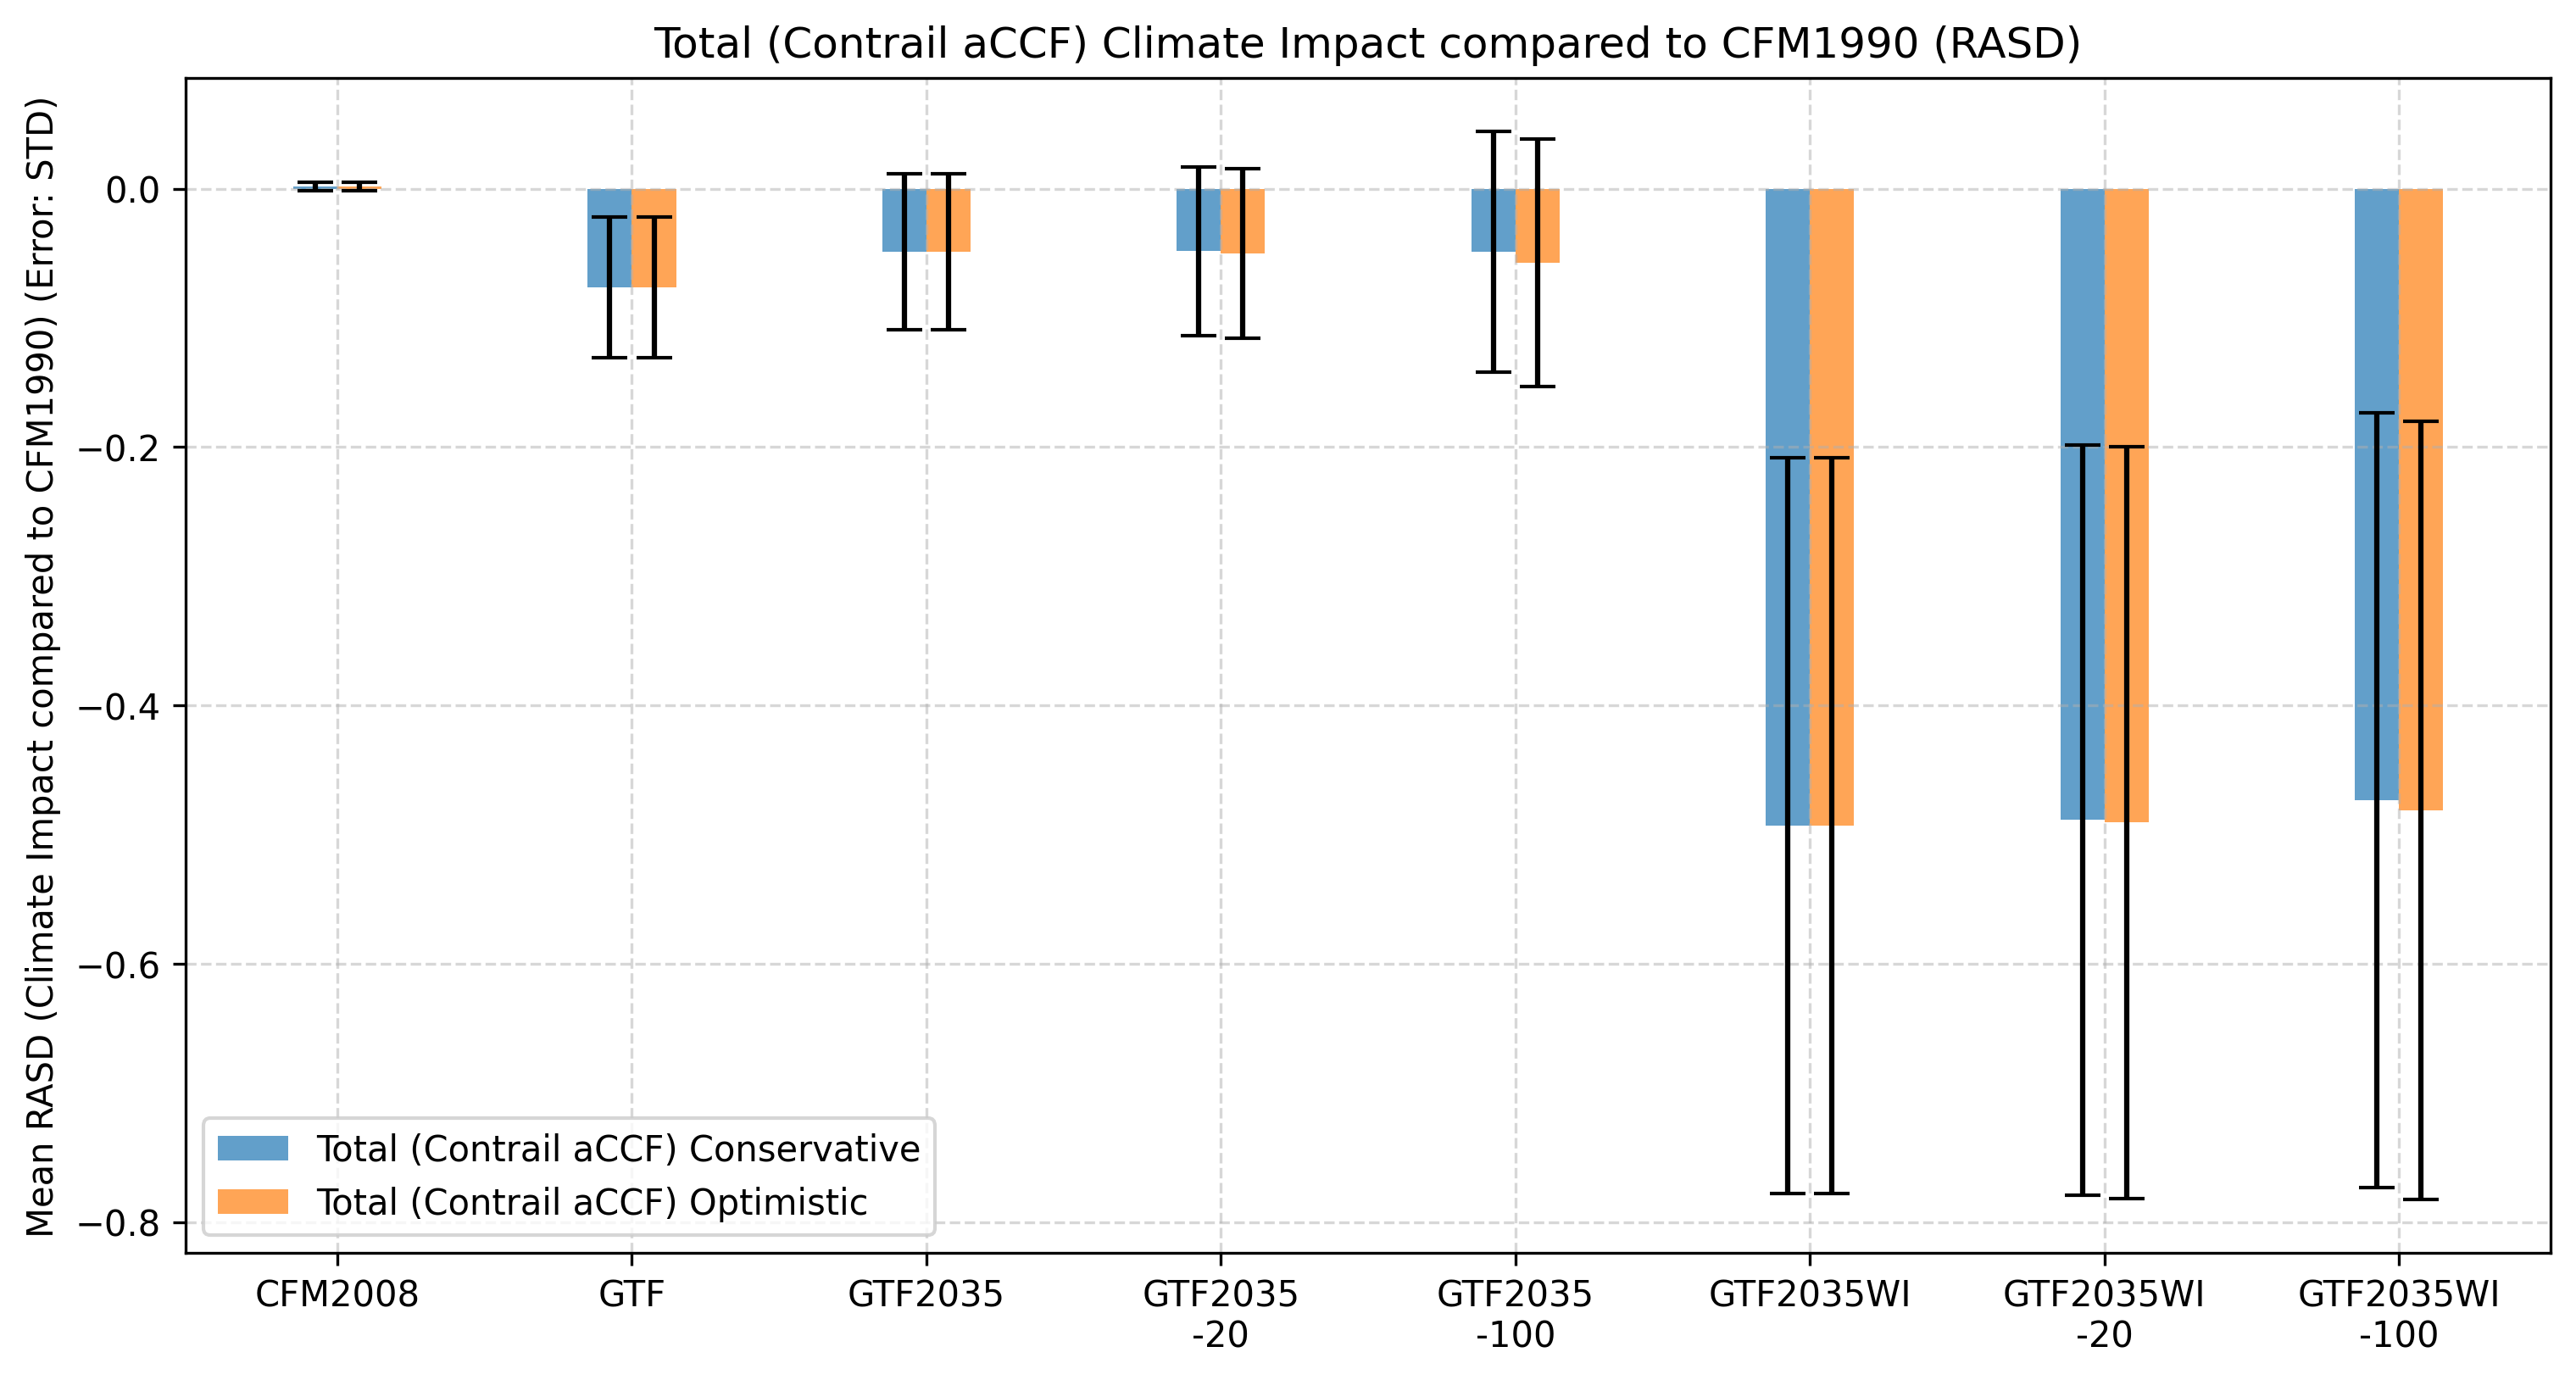 Total (Contrail aCCF) Climate Impact compared to CFM1990 (RASD)
Mean RASD (Climate Impact compared to CFM1990) (Error: STD)
0.0
−0.2
−0.4
−0.6
−0.8
Total (Contrail aCCF) Conservative
Total (Contrail aCCF) Optimistic
CFM2008
GTF
GTF2035
GTF2035
-20
GTF2035
-100
GTF2035WI
GTF2035WI
-20
GTF2035WI
-100